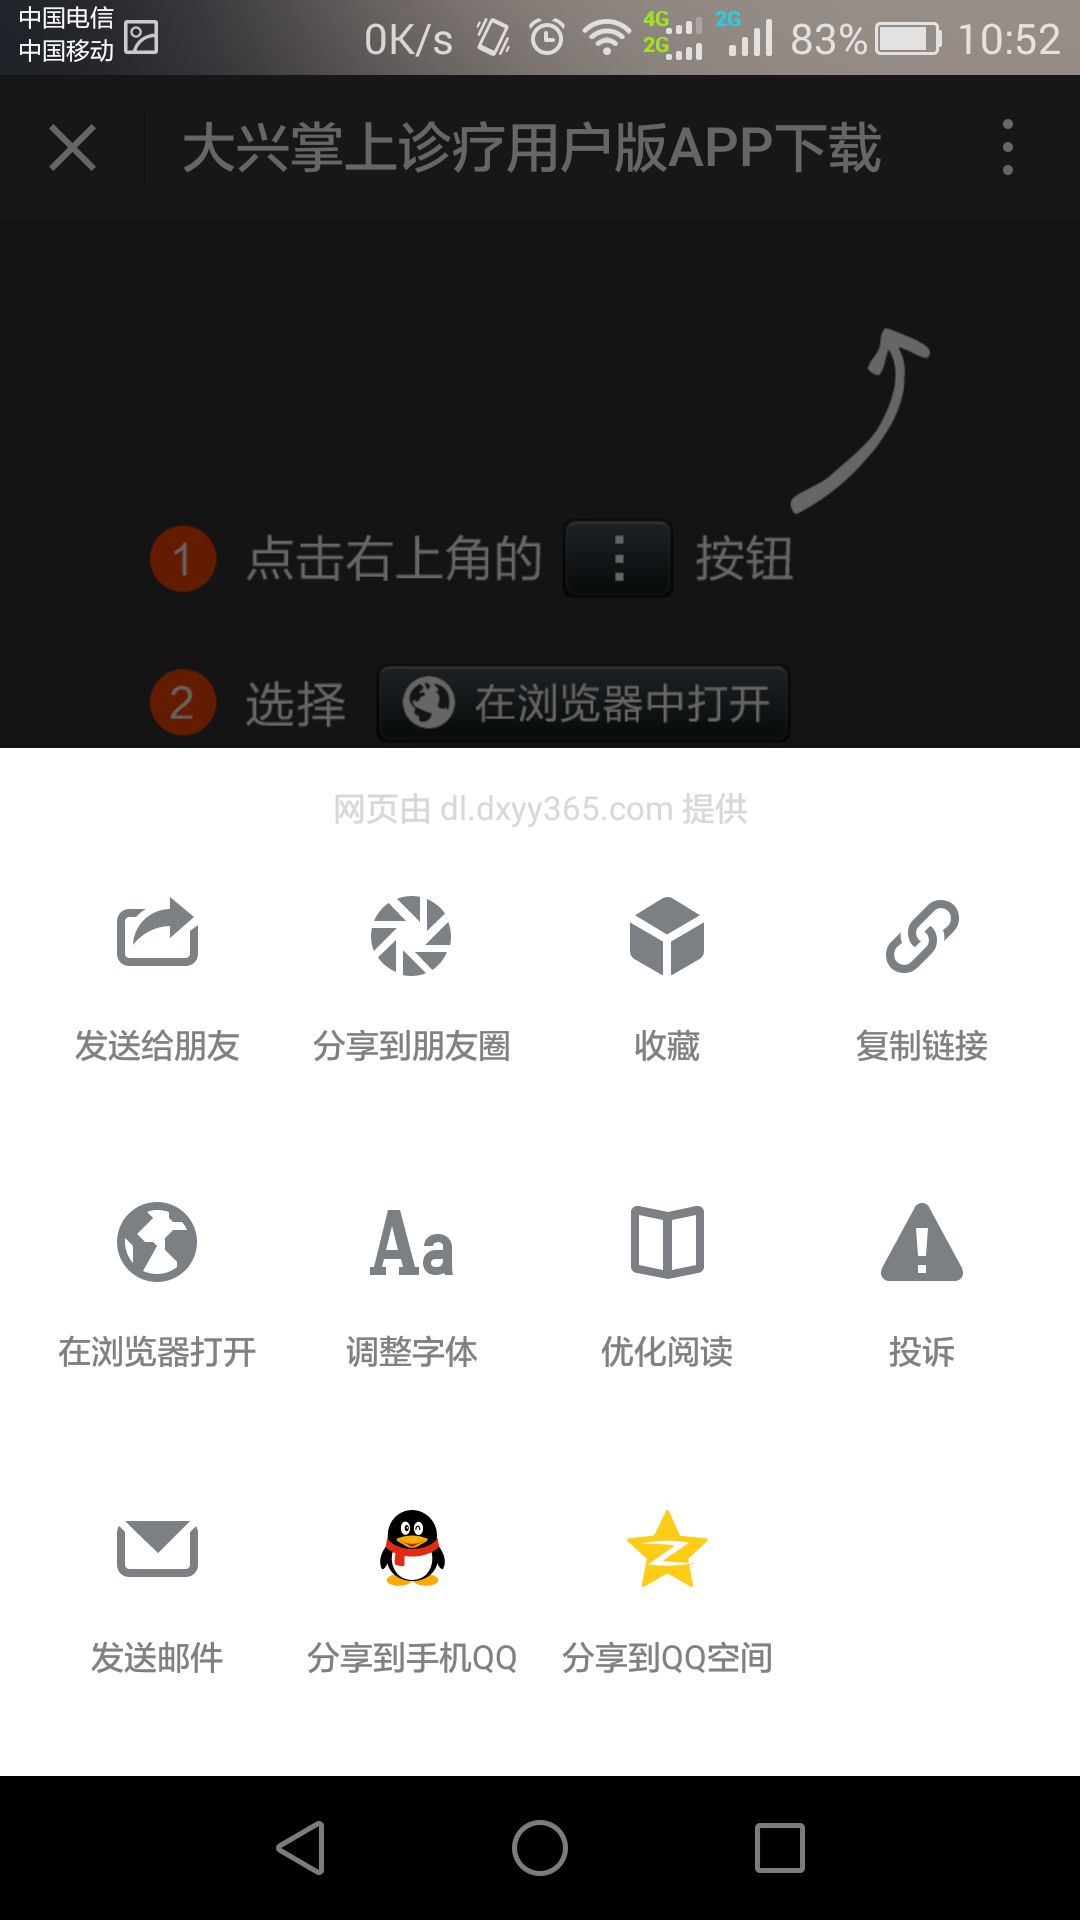 中国电信
中国移动
0K/s
4G
2G
2G
83%
10:52
大兴掌上诊疗用户版APP下载
1 点击右上角的 按钮
2 选择 在浏览器中打开
网页由 dl.dxyy365.com 提供
发送给朋友 分享到朋友圈 收藏 复制链接
Aa
在浏览器打开 调整字体 优化阅读 投诉
发送邮件 分享到手机QQ 分享到QQ空间